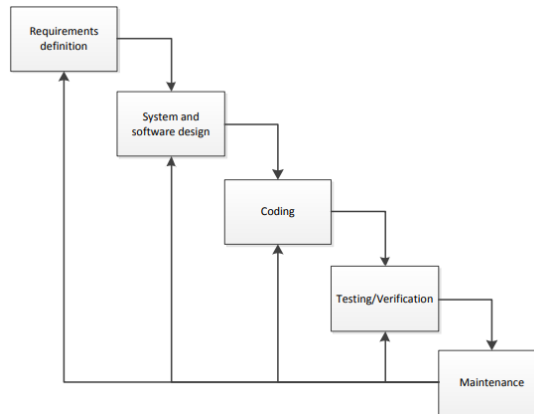 Requirements
definition
System and
software design
Coding
Testing/Verification
Maintenance